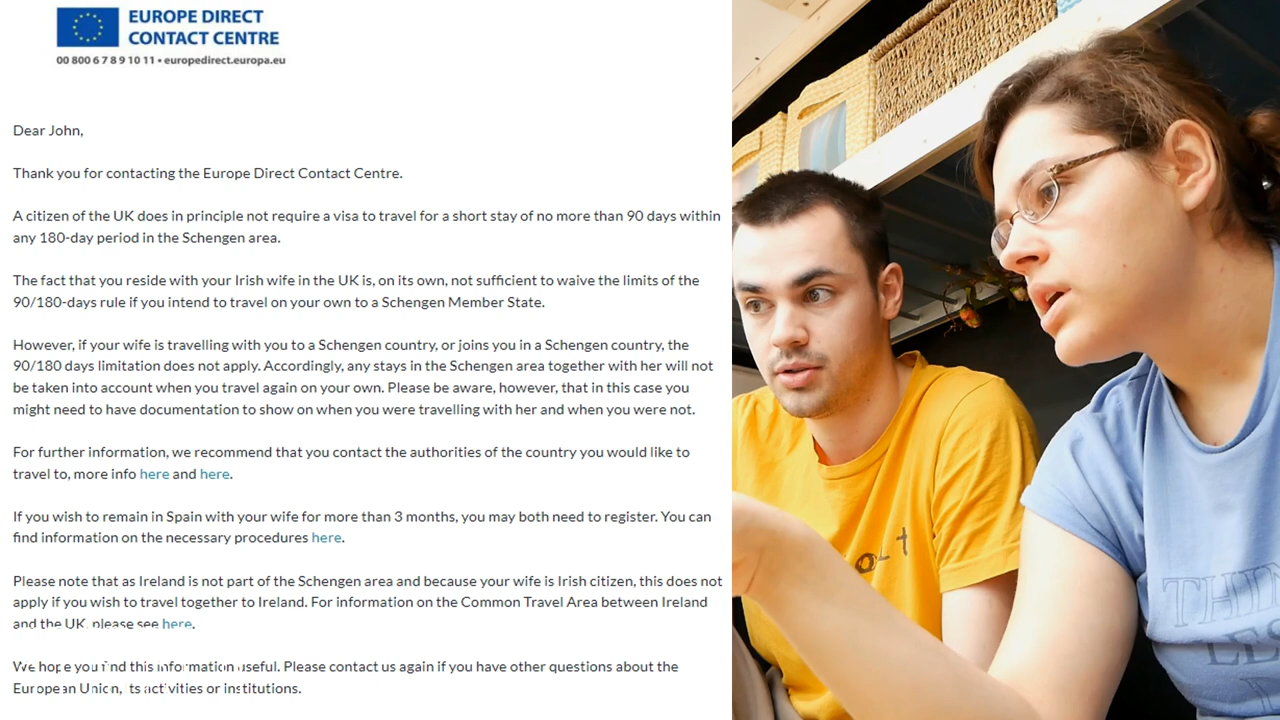 EUROPE DIRECT
CONTACT CENTRE
00 800 6 7 8 9 10 11 • europedirect.europa.eu
Dear John,
Thank you for contacting the Europe Direct Contact Centre.
A citizen of the UK does in principle not require a visa to travel for a short stay of no more than 90 days within
any 180-day period in the Schengen area.
The fact that you reside with your Irish wife in the UK is, on its own, not sufficient to waive the limits of the
90/180-days rule if you intend to travel on your own to a Schengen Member State.
However, if your wife is travelling with you to a Schengen country, or joins you in a Schengen country, the
90/180 days limitation does not apply. Accordingly, any stays in the Schengen area together with her will not
be taken into account when you travel again on your own. Please be aware, however, that in this case you
might need to have documentation to show on when you were travelling with her and when you were not.
For further information, we recommend that you contact the authorities of the country you would like to
travel to, more info here and here.
If you wish to remain in Spain with your wife for more than 3 months, you may both need to register. You can
find information on the necessary procedures here.
Please note that as Ireland is not part of the Schengen area and because your wife is Irish citizen, this does not
apply if you wish to travel together to Ireland. For information on the Common Travel Area between Ireland
and the UK, please see here.
We hope you find this information useful. Please contact us again if you have other questions about the
European Union, its activities or institutions.